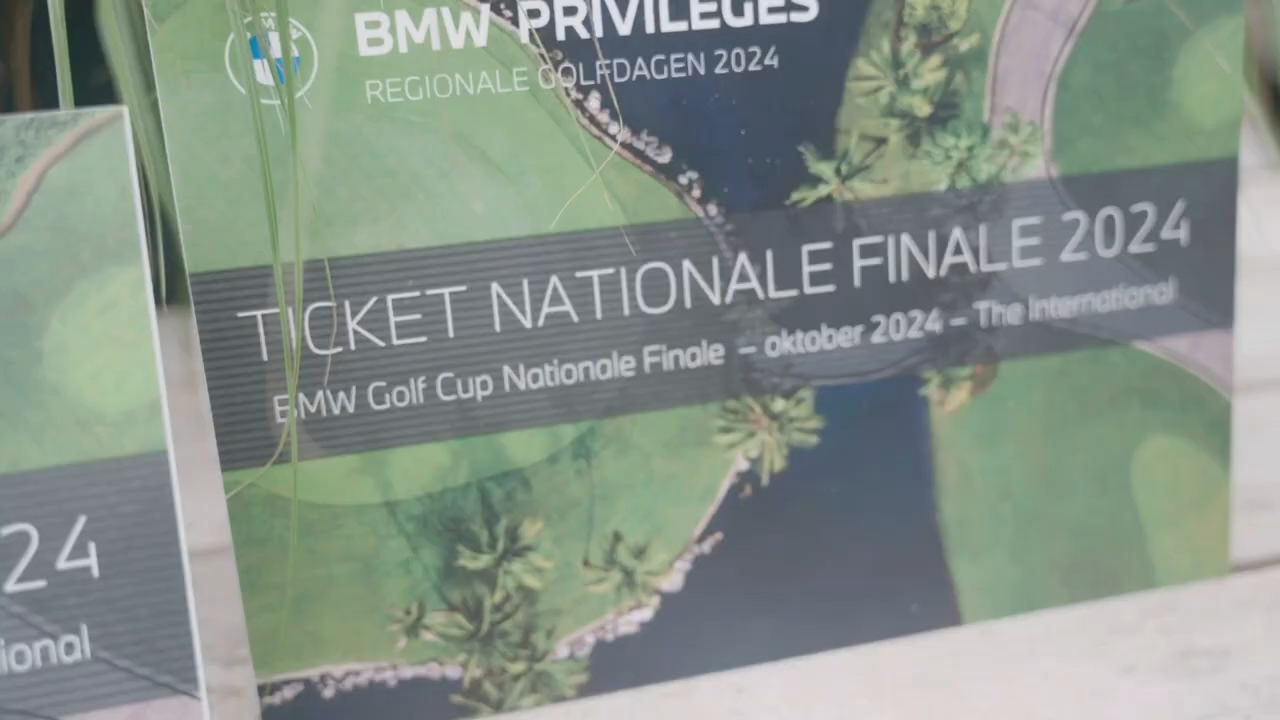 BMW PRIVILEGES
REGIONALE GOLFDAGEN 2024
TICKET NATIONALE FINALE 2024
BMW Golf Cup Nationale Finale – oktober 2024 – The International
24
ional